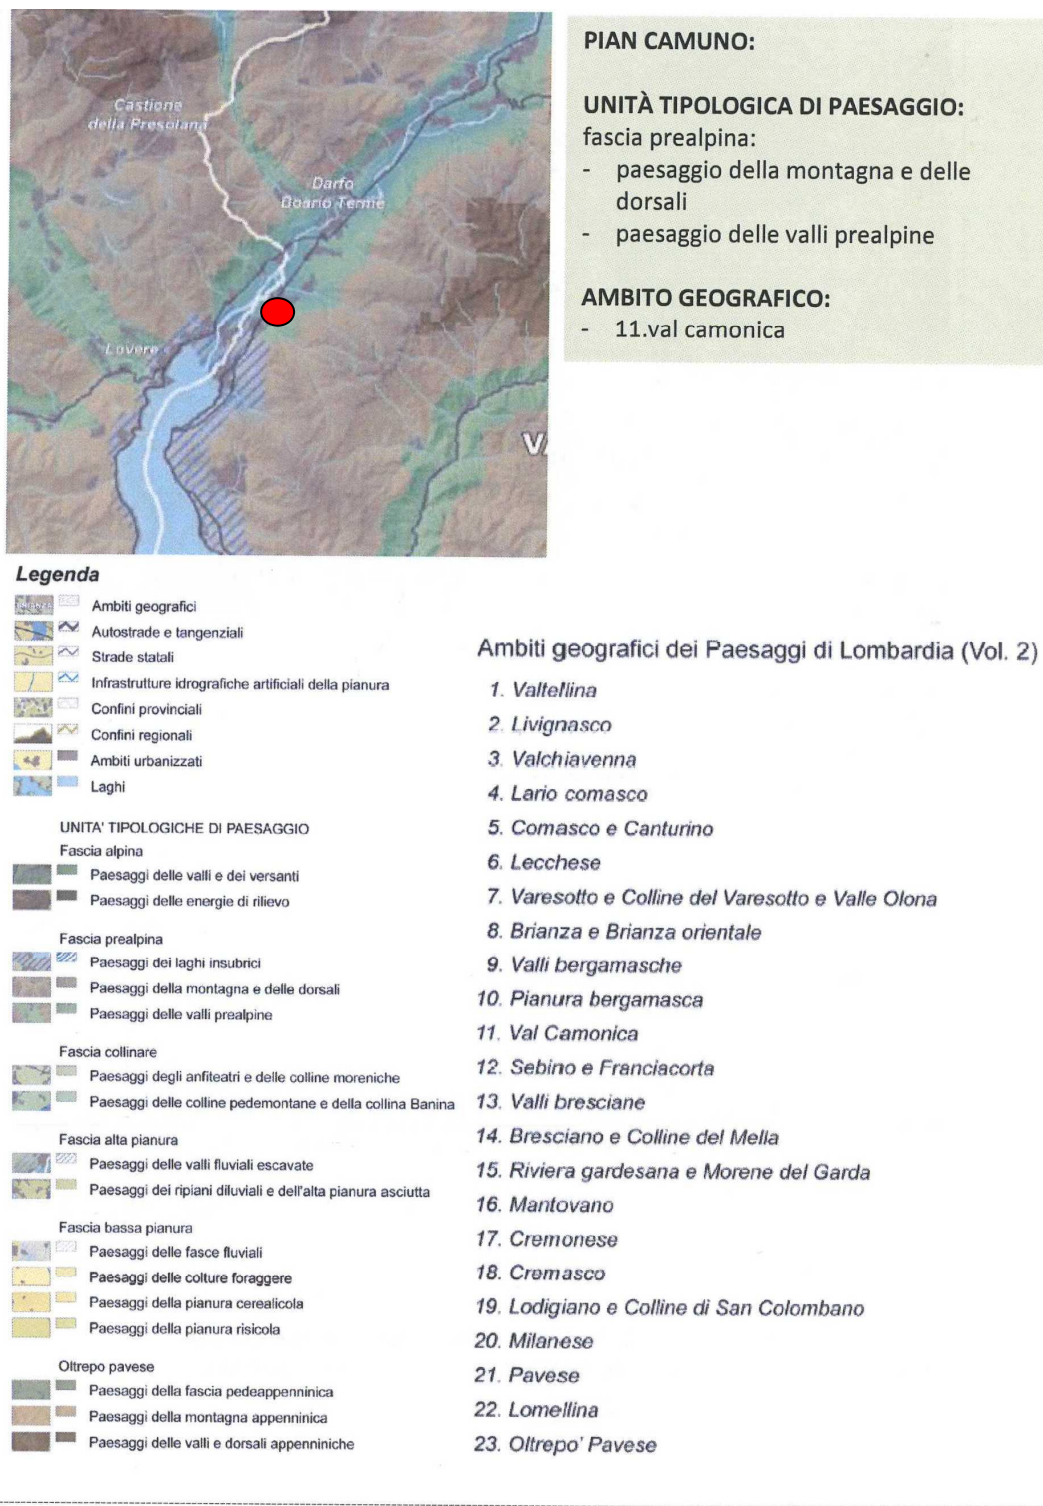 Castione
della Presolana
Darfo
Boario Terme
Lovere
PIAN CAMUNO:
UNITÀ TIPOLOGICA DI PAESAGGIO:
fascia prealpina:
- paesaggio della montagna e delle
dorsali
- paesaggio delle valli prealpine
AMBITO GEOGRAFICO:
- 11.val camonica
Legenda
BRIANZA
Ambiti geografici
Autostrade e tangenziali
Strade statali
Infrastrutture idrografiche artificiali della pianura
Confini provinciali
Confini regionali
Ambiti urbanizzati
Laghi
UNITA' TIPOLOGICHE DI PAESAGGIO
Fascia alpina
Paesaggi delle valli e dei versanti
Paesaggi delle energie di rilievo
Fascia prealpina
Paesaggi dei laghi insubrici
Paesaggi della montagna e delle dorsali
Paesaggi delle valli prealpine
Fascia collinare
Paesaggi degli anfiteatri e delle colline moreniche
Paesaggi delle colline pedemontane e della collina Banina
Fascia alta pianura
Paesaggi delle valli fluviali escavate
Paesaggi dei ripiani diluviali e dell'alta pianura asciutta
Fascia bassa pianura
Paesaggi delle fasce fluviali
Paesaggi delle colture foraggere
Paesaggi della pianura cerealicola
Paesaggi della pianura risicola
Oltrepo pavese
Paesaggi della fascia pedeappenninica
Paesaggi della montagna appenninica
Paesaggi delle valli e dorsali appenniniche
Ambiti geografici dei Paesaggi di Lombardia (Vol. 2)
1. Valtellina
2. Livignasco
3. Valchiavenna
4. Lario comasco
5. Comasco e Canturino
6. Lecchese
7. Varesotto e Colline del Varesotto e Valle Olona
8. Brianza e Brianza orientale
9. Valli bergamasche
10. Pianura bergamasca
11. Val Camonica
12. Sebino e Franciacorta
13. Valli bresciane
14. Bresciano e Colline del Mella
15. Riviera gardesana e Morene del Garda
16. Mantovano
17. Cremonese
18. Cremasco
19. Lodigiano e Colline di San Colombano
20. Milanese
21. Pavese
22. Lomellina
23. Oltrepo' Pavese